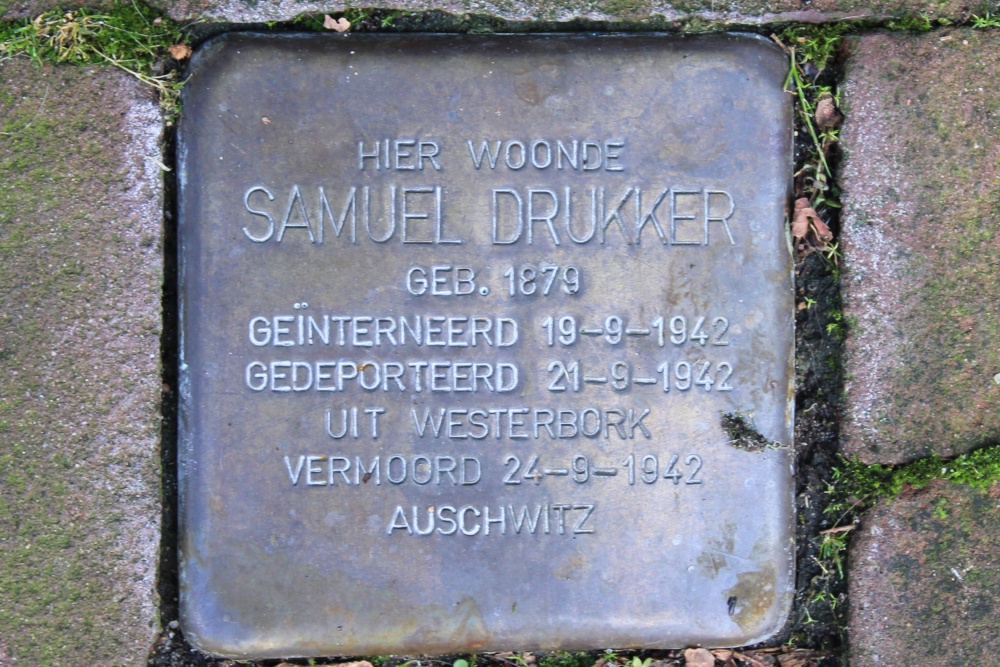 HIER WOONDE
SAMUEL DRUKKER
GEB. 1879
GEÏNTERNEERD 19-9-1942
GEDEPORTEERD 21-9-1942
UIT WESTERBORK
VERMOORD 24-9-1942
AUSCHWITZ